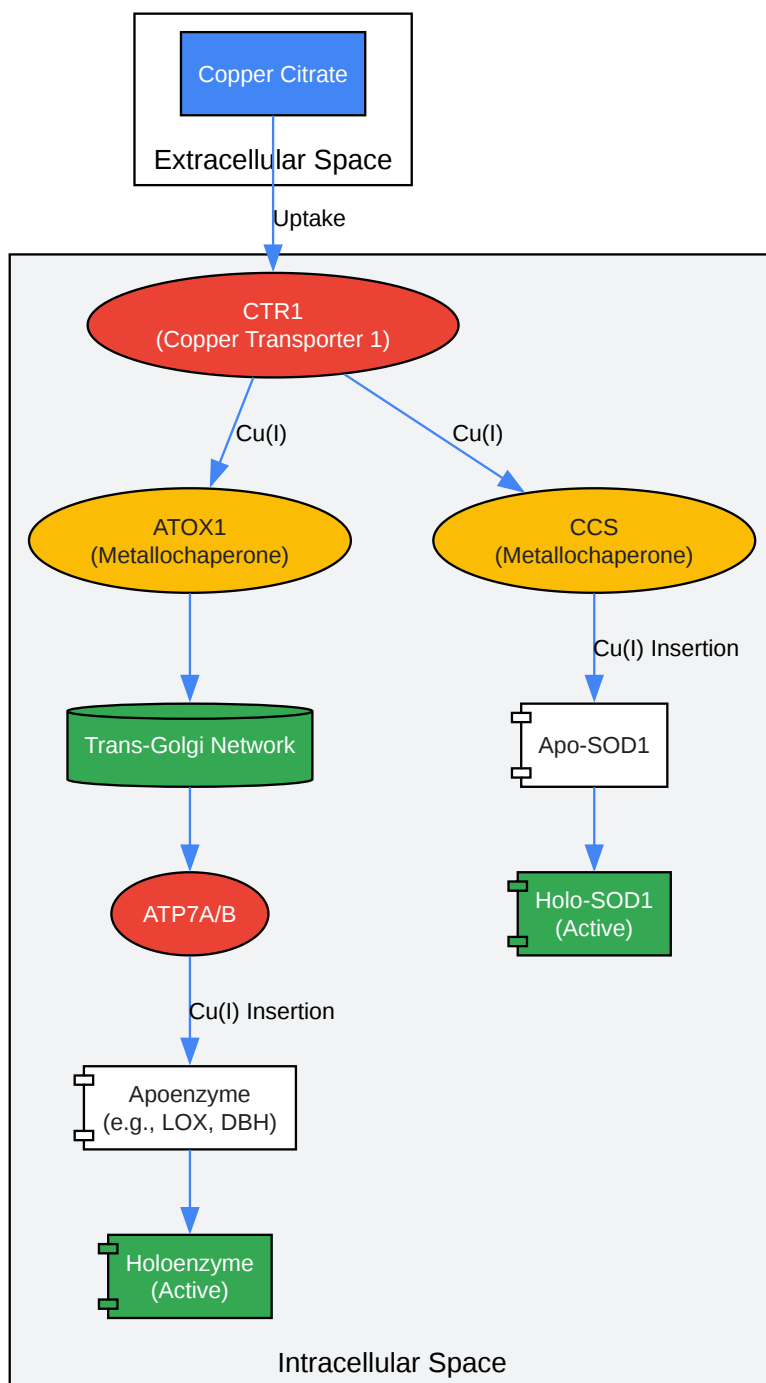 Copper Citrate
Extracellular Space
Uptake
CTR1
(Copper Transporter 1)
Cu(I)
Cu(I)
ATOX1
(Metallochaperone)
CCS
(Metallochaperone)
Cu(I) Insertion
Trans-Golgi Network
Apo-SOD1
ATP7A/B
Holo-SOD1
(Active)
Cu(I) Insertion
Apoenzyme
(e.g., LOX, DBH)
Holoenzyme
(Active)
Intracellular Space